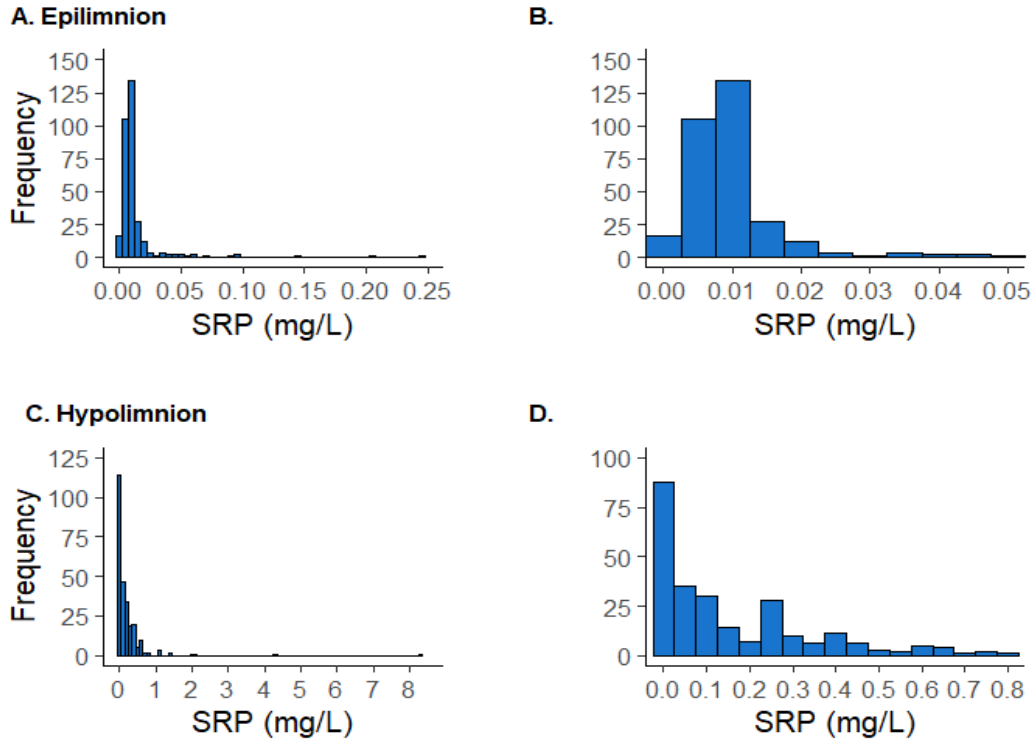 A. Epilimnion
B.
150
125
100
75
50
25
0
Frequency
0.00 0.05 0.10 0.15 0.20 0.25
SRP (mg/L)
150
125
100
75
50
25
0
0.00 0.01 0.02 0.03 0.04 0.05
SRP (mg/L)
C. Hypolimnion
D.
125
100
75
50
25
0
Frequency
0 1 2 3 4 5 6 7 8
SRP (mg/L)
100
75
50
25
0
0.0 0.1 0.2 0.3 0.4 0.5 0.6 0.7 0.8
SRP (mg/L)